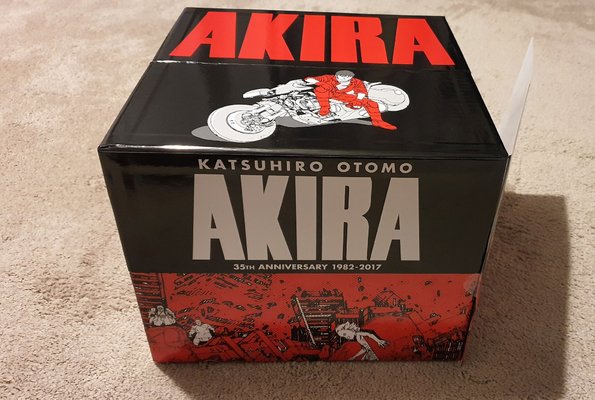 AKIRA
KATSUHIRO OTOMO
AKIRA
35TH ANNIVERSARY 1982-2017